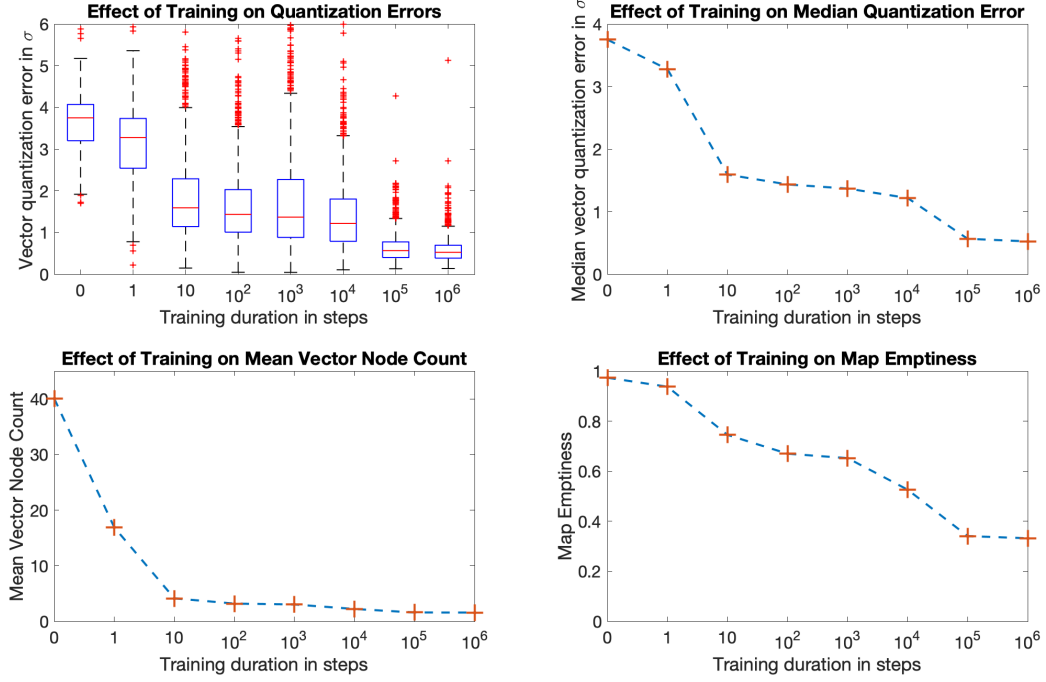 Effect of Training on Quantization Errors
Vector quantization error in σ
6
5
4
3
2
1
0
0 1 10 10² 10³ 10⁴ 10⁵ 10⁶
Training duration in steps
Effect of Training on Median Quantization Error
Median vector quantization error in σ
4
3
2
1
0
0 1 10 10² 10³ 10⁴ 10⁵ 10⁶
Training duration in steps
Effect of Training on Mean Vector Node Count
Mean Vector Node Count
40
30
20
10
0
0 1 10 10² 10³ 10⁴ 10⁵ 10⁶
Training duration in steps
Effect of Training on Map Emptiness
Map Emptiness
1
0.8
0.6
0.4
0.2
0
0 1 10 10² 10³ 10⁴ 10⁵ 10⁶
Training duration in steps